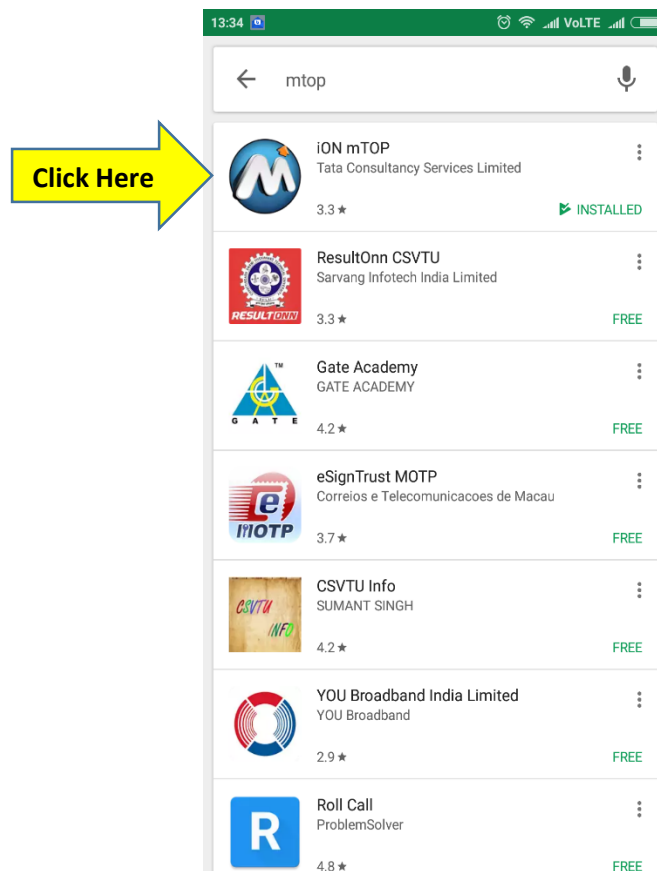 13:34
VoLTE
mtop
Click Here
iON mTOP
Tata Consultancy Services Limited
3.3 ★
INSTALLED
RESULTONN
ResultOnn CSVTU
Sarvang Infotech India Limited
3.3 ★
FREE
TM
GATE
Gate Academy
GATE ACADEMY
4.2 ★
FREE
e
MOTP
eSignTrust MOTP
Correios e Telecomunicacoes de Macau
3.7 ★
FREE
CSVTU
INFO
CSVTU Info
SUMANT SINGH
4.2 ★
FREE
YOU Broadband India Limited
YOU Broadband
2.9 ★
FREE
R
Roll Call
ProblemSolver
4.8 ★
FREE